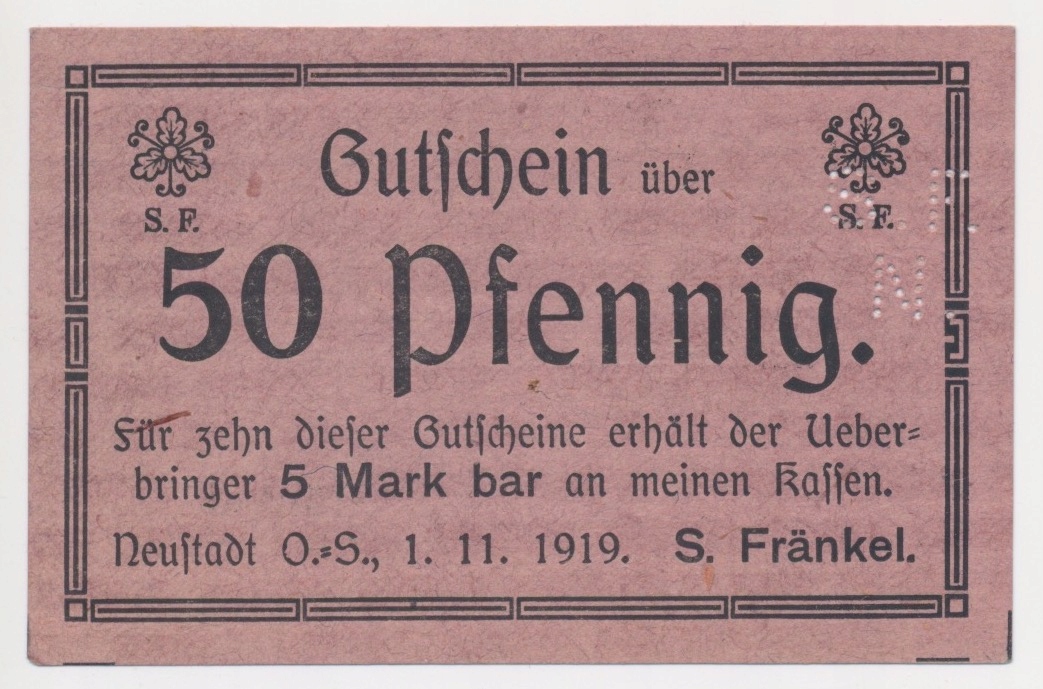 Gutſchein über
S. F. S. F.
50 Pfennig.
Für zehn dieſer Gutſcheine erhält der Ueber=
bringer 5 Mark bar an meinen Kaſſen.
Neuſtadt O.=S., 1. 11. 1919. S. Fränkel.
N